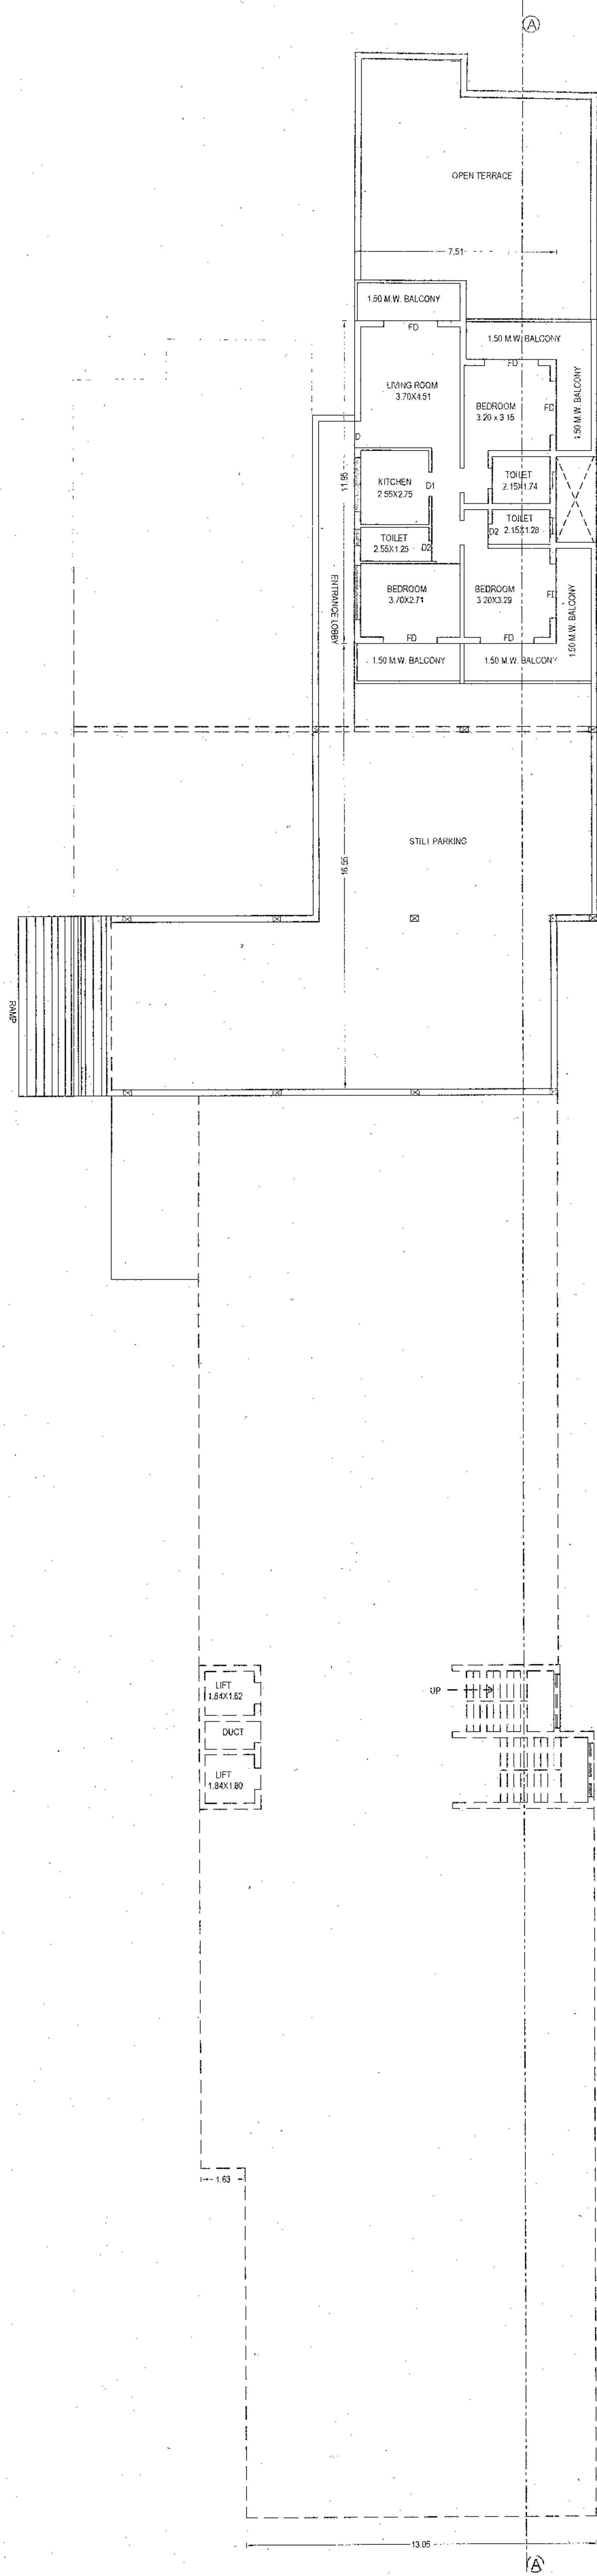 A
OPEN TERRACE
7.51
1.50 M.W. BALCONY
FD
1.50 M.W. BALCONY
FD
LIVING ROOM
3.70X4.51
BEDROOM
3.20 x 3.15
FD
1.50 M.W. BALCONY
D
11.95
KITCHEN
2.55X2.75
D1
TOILET
2.15X1.74
TOILET
2.15X1.28
D2
TOILET
2.55X1.25
D2
ENTRANCE LOBBY
BEDROOM
3.70X2.71
BEDROOM
3.20X3.29
1.50 M.W. BALCONY
FD
FD
1.50 M.W. BALCONY
1.50 M.W. BALCONY
STILT PARKING
16.55
RAMP
LIFT
1.84X1.62
UP
DUCT
LIFT
1.84X1.80
1.63
13.05
A